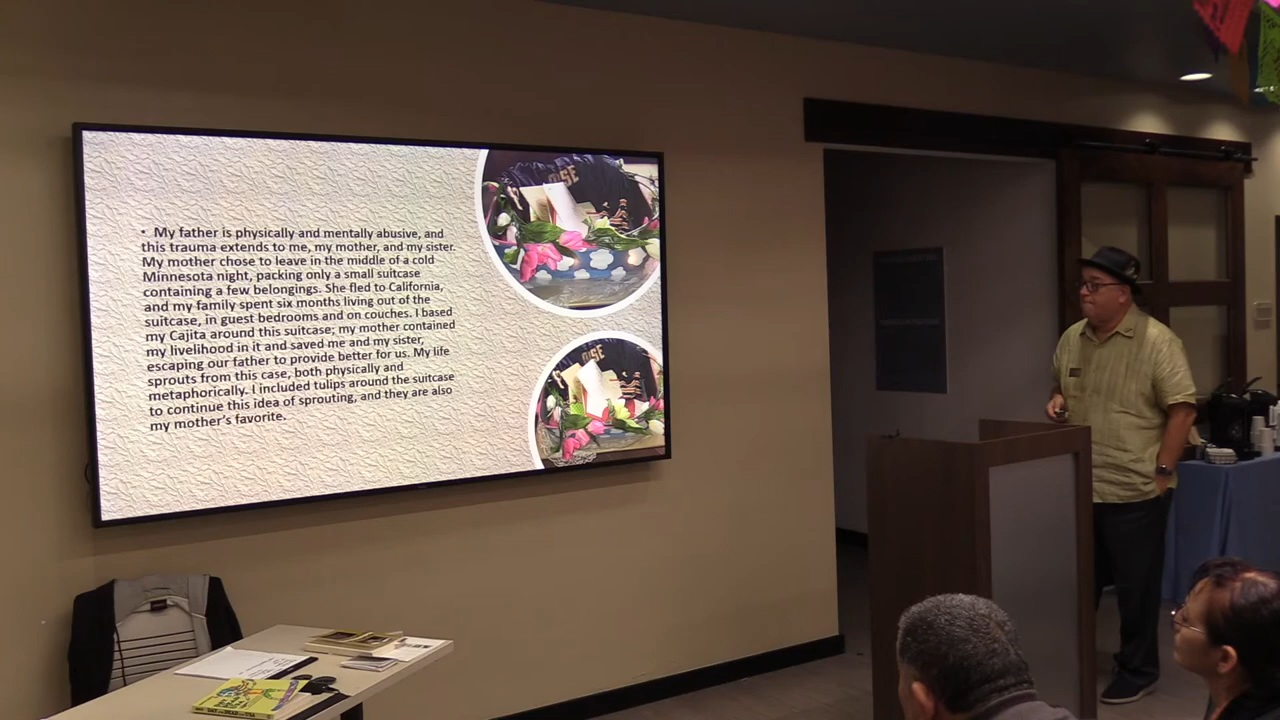 • My father is physically and mentally abusive, and
this trauma extends to me, my mother, and my sister.
My mother chose to leave in the middle of a cold
Minnesota night, packing only a small suitcase
containing a few belongings. She fled to California,
and my family spent six months living out of the
suitcase, in guest bedrooms and on couches. I based
my Cajita around this suitcase; my mother contained
my livelihood in it and saved me and my sister,
escaping our father to provide better for us. My life
sprouts from this case, both physically and
metaphorically. I included tulips around the suitcase
to continue this idea of sprouting, and they are also
my mother's favorite.